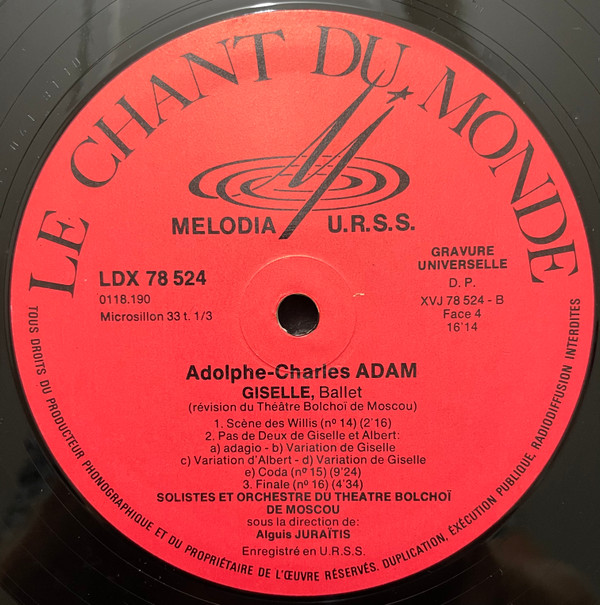 LE CHANT DU MONDE
MELODIA U.R.S.S.
LDX 78 524
0118.190
Microsillon 33 t. 1/3
GRAVURE
UNIVERSELLE
D. P.
XVJ 78 524 - B
Face 4
16'14
Adolphe-Charles ADAM
GISELLE, Ballet
(révision du Théâtre Bolchoï de Moscou)
1. Scène des Willis (nº 14) (2'16)
2. Pas de Deux de Giselle et Albert:
a) adagio - b) Variation de Giselle
c) Variation d'Albert - d) Variation de Giselle
e) Coda (nº 15) (9'24)
3. Finale (nº 16) (4'34)
SOLISTES ET ORCHESTRE DU THEATRE BOLCHOÏ
DE MOSCOU
sous la direction de:
Alguis JURAÏTIS
Enregistré en U.R.S.S.
TOUS DROITS DU PRODUCTEUR PHONOGRAPHIQUE ET DU PROPRIÉTAIRE DE L'ŒUVRE RÉSERVÉS. DUPLICATION, EXÉCUTION PUBLIQUE, RADIODIFFUSION INTERDITES